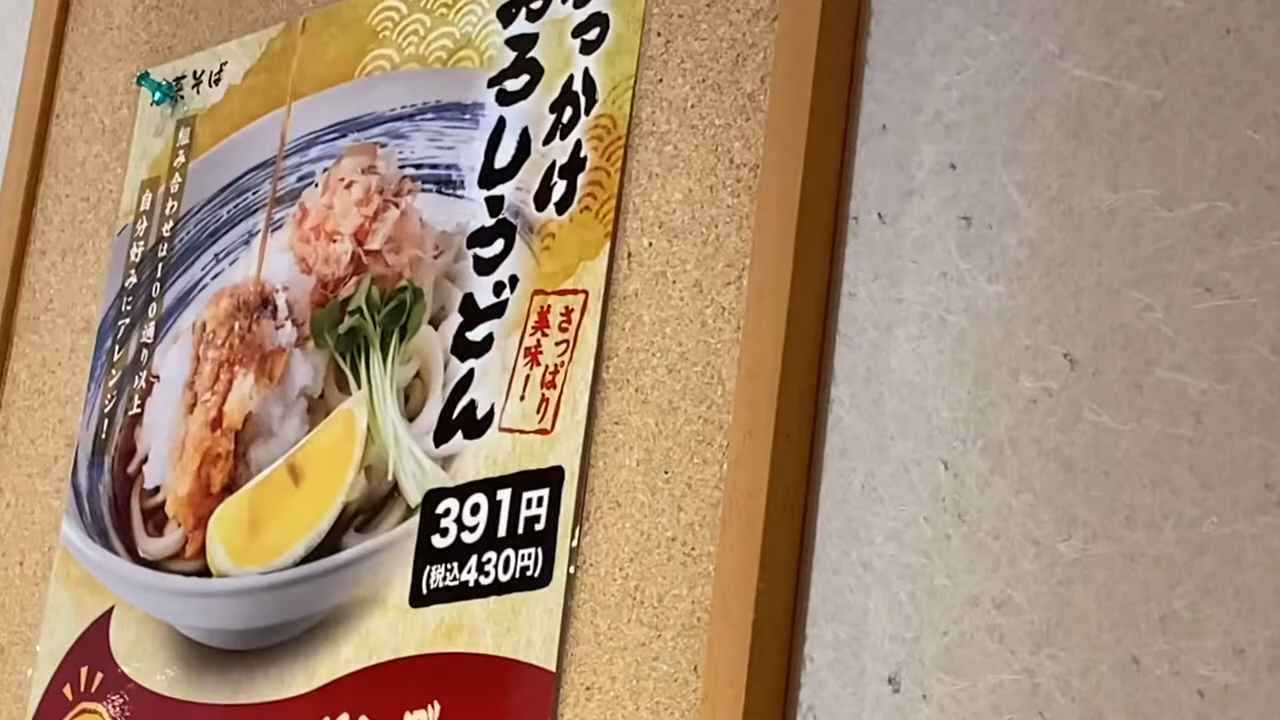 っかけ
おろしうどん
さっぱり
美味！
組み合わせは100通り以上
自分好みにアレンジ！
391円
(税込430円)